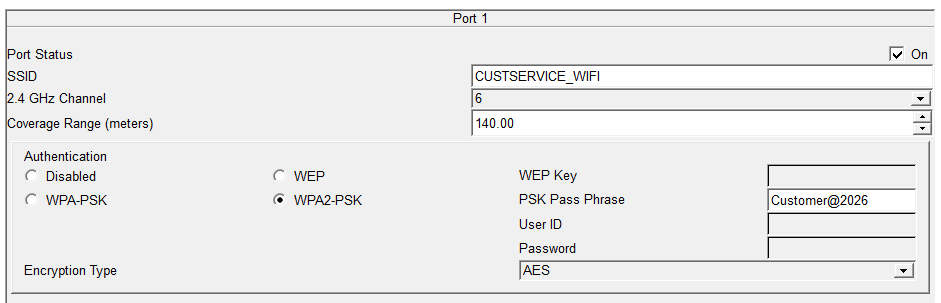 Port 1
Port Status On
SSID CUSTSERVICE_WIFI
2.4 GHz Channel 6
Coverage Range (meters) 140.00
Authentication
Disabled WEP WEP Key
WPA-PSK WPA2-PSK PSK Pass Phrase Customer@2026
User ID
Password
Encryption Type AES